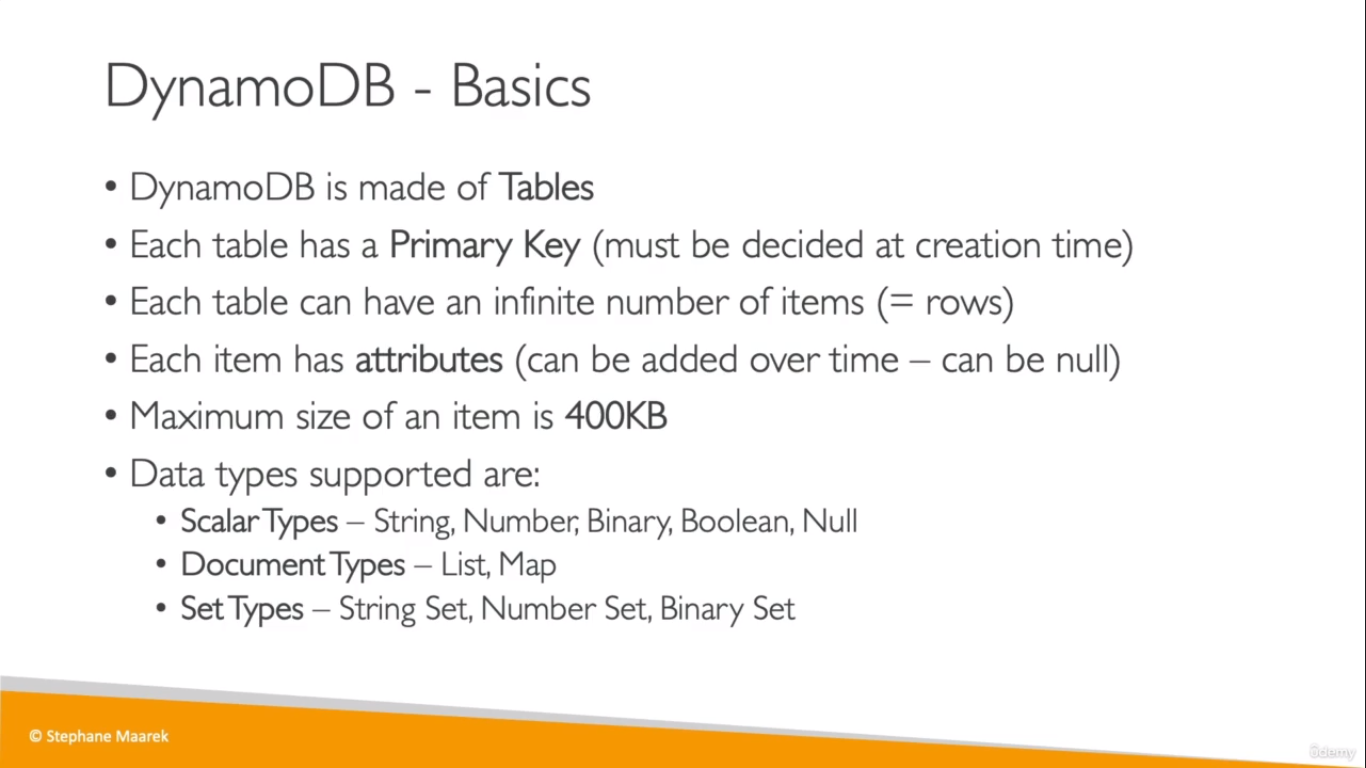 DynamoDB - Basics
• DynamoDB is made of Tables
• Each table has a Primary Key (must be decided at creation time)
• Each table can have an infinite number of items (= rows)
• Each item has attributes (can be added over time – can be null)
• Maximum size of an item is 400KB
• Data types supported are:
• Scalar Types – String, Number, Binary, Boolean, Null
• Document Types – List, Map
• Set Types – String Set, Number Set, Binary Set
© Stephane Maarek
ûdemy